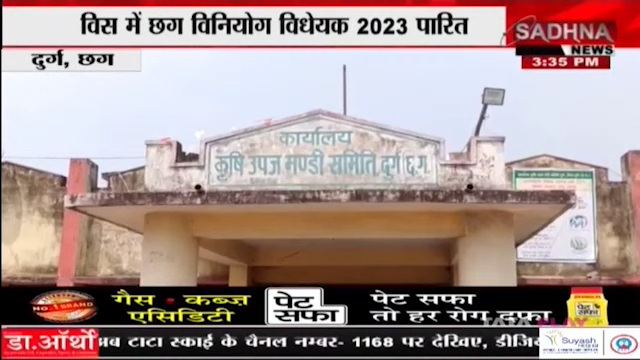 विस में छग विनियोग विधेयक 2023 पारित
SADHNA
NEWS
3:35 PM
दुर्ग, छग
कार्यालय
कृषि उपज मण्डी समिति दुर्ग छ.ग.
NO.1 BRAND
गैस - कब्ज
एसिडिटी
पेट
सफा
पेट सफा
तो हर रोग दफा
डा.ऑर्थो
अब टाटा स्काई के चैनल नम्बर- 1168 पर देखिए, डीजि
Suyash